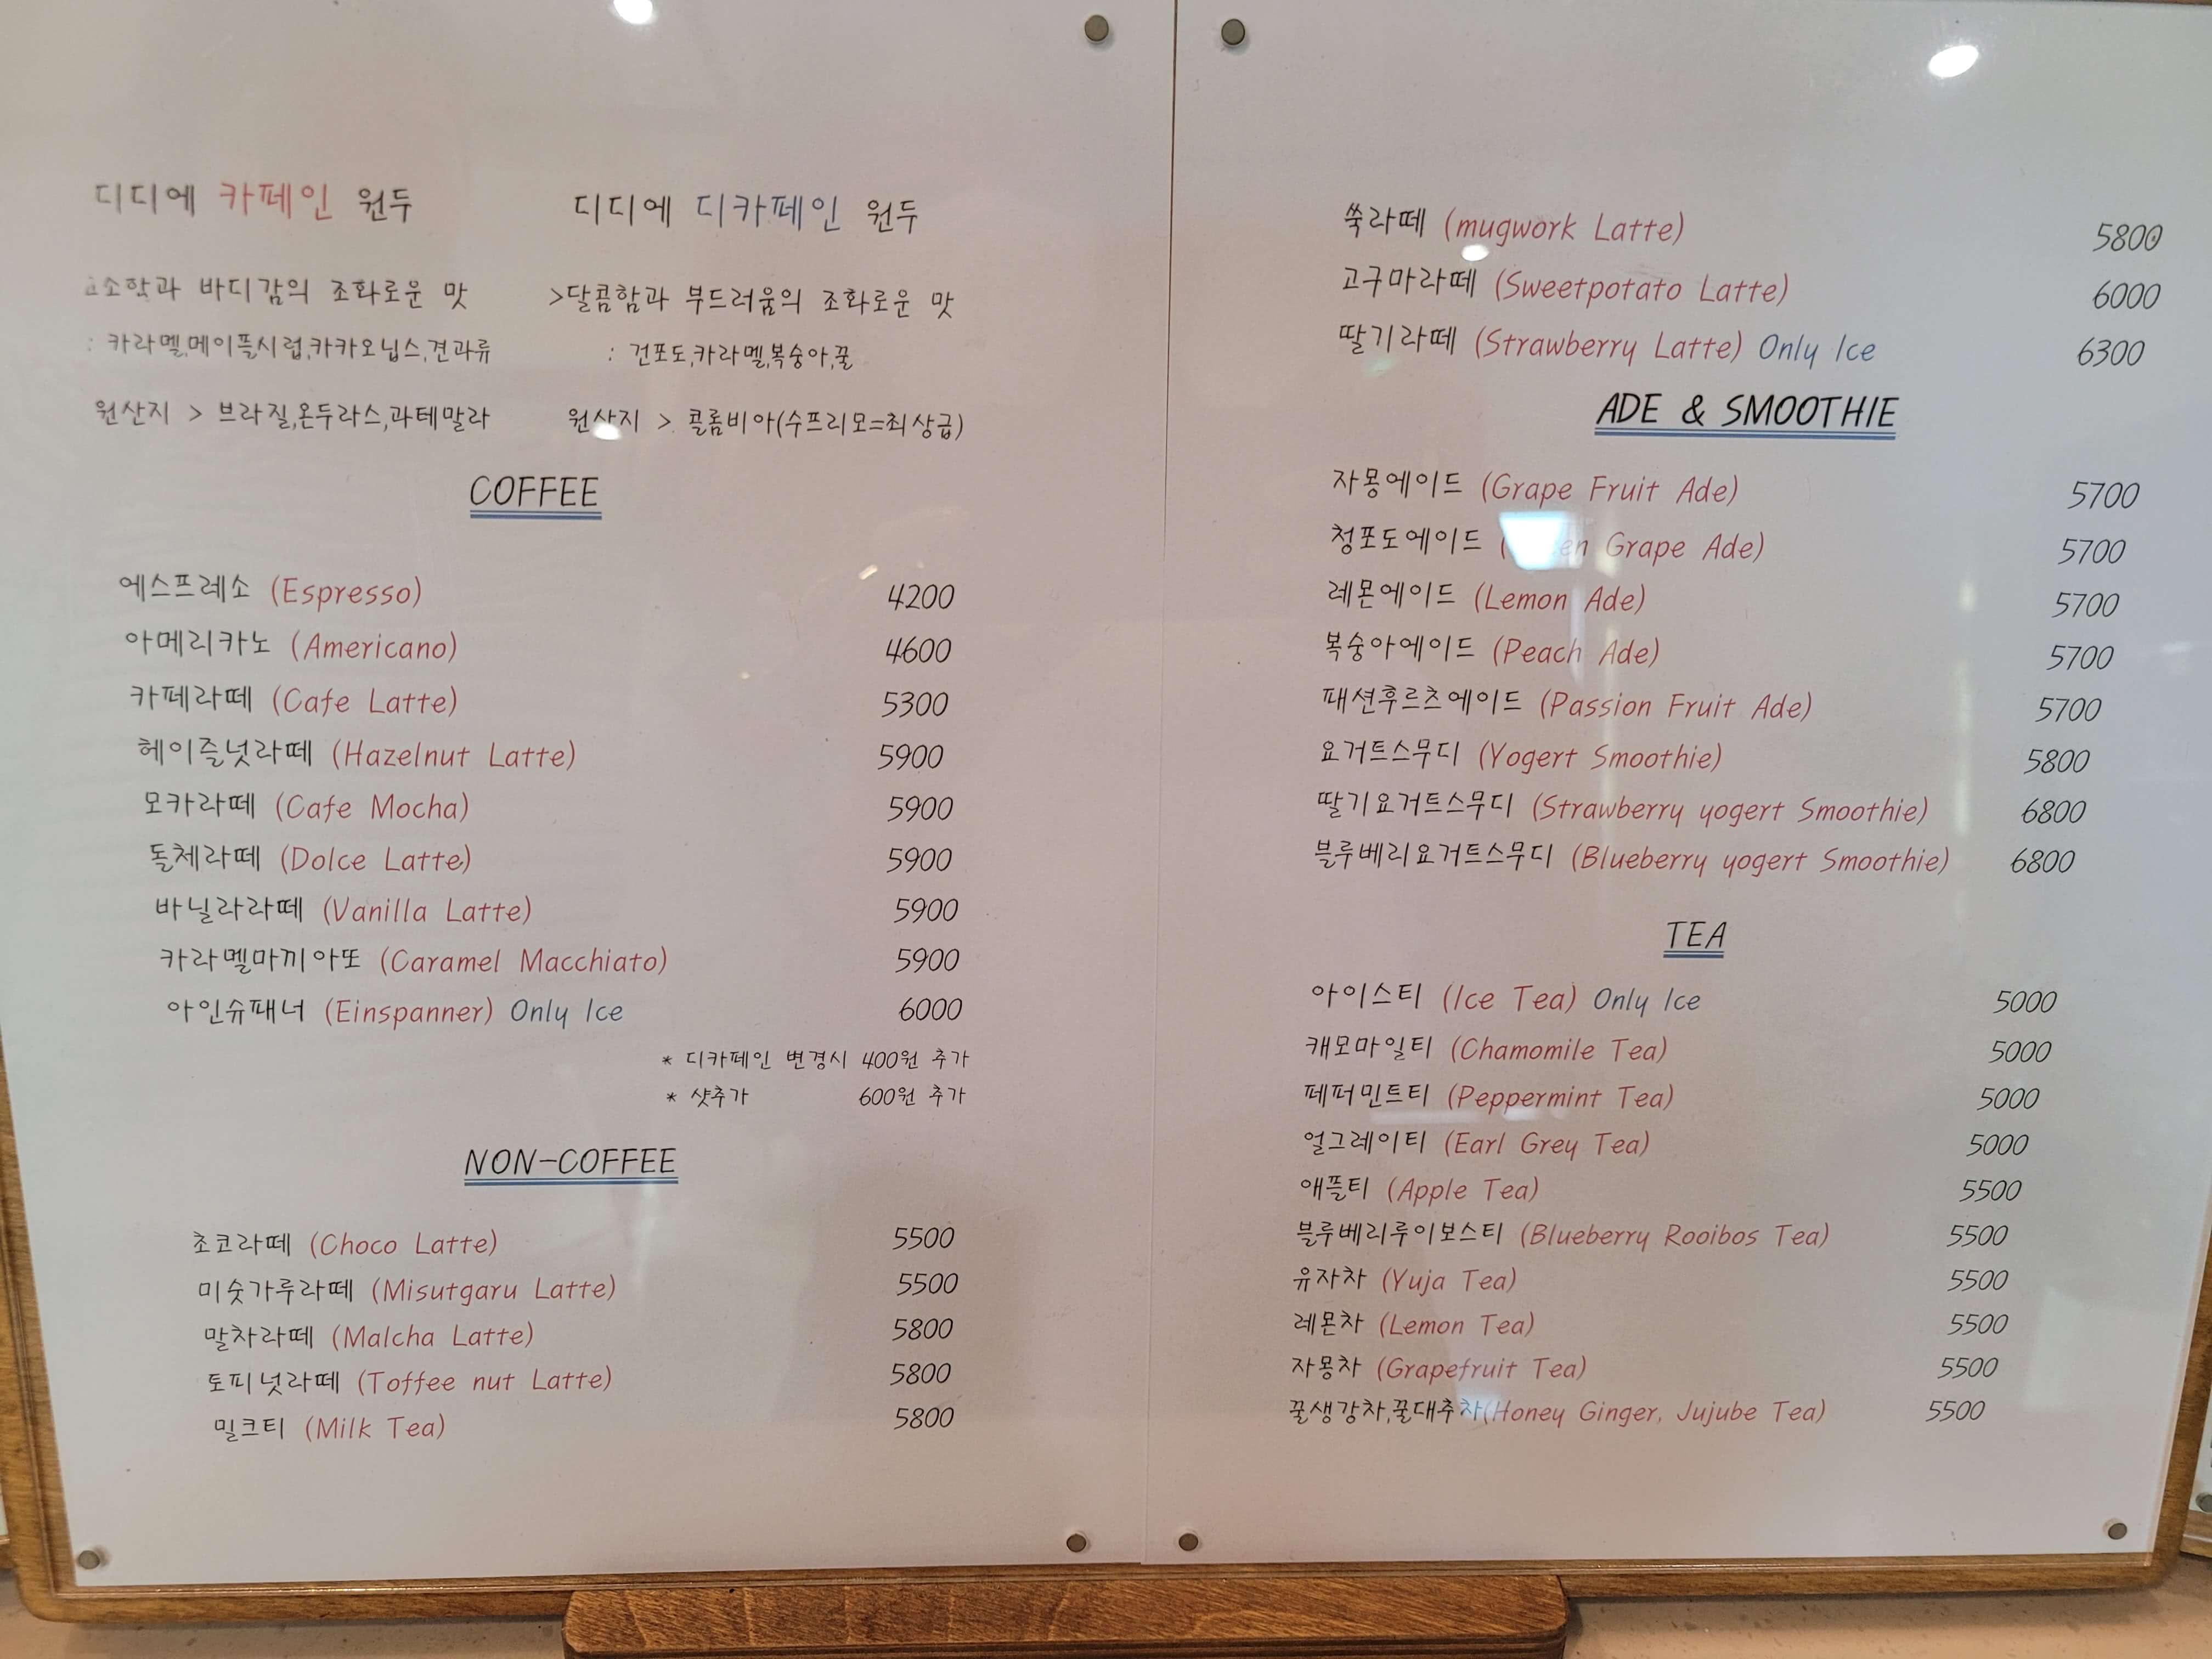 디디에 카페인 원두
고소함과 바디감의 조화로운 맛
: 카라멜,메이플시럽,카카오닙스,견과류
원산지 > 브라질,온두라스,과테말라
디디에 디카페인 원두
>달콤함과 부드러움의 조화로운 맛
: 건포도,카라멜,복숭아,꿀
원산지 > 콜롬비아(수프리모=최상급)
COFFEE
에스프레소 (Espresso) 4200
아메리카노 (Americano) 4600
카페라떼 (Cafe Latte) 5300
헤이즐넛라떼 (Hazelnut Latte) 5900
모카라떼 (Cafe Mocha) 5900
돌체라떼 (Dolce Latte) 5900
바닐라라떼 (Vanilla Latte) 5900
카라멜마끼아또 (Caramel Macchiato) 5900
아인슈패너 (Einspanner) Only Ice 6000
* 디카페인 변경시 400원 추가
* 샷추가 600원 추가
NON-COFFEE
초코라떼 (Choco Latte) 5500
미숫가루라떼 (Misutgaru Latte) 5500
말차라떼 (Malcha Latte) 5800
토피넛라떼 (Toffee nut Latte) 5800
밀크티 (Milk Tea) 5800
쑥라떼 (mugwork Latte) 5800
고구마라떼 (Sweetpotato Latte) 6000
딸기라떼 (Strawberry Latte) Only Ice 6300
ADE & SMOOTHIE
자몽에이드 (Grape Fruit Ade) 5700
청포도에이드 Grape Ade) 5700
레몬에이드 (Lemon Ade) 5700
복숭아에이드 (Peach Ade) 5700
패션후르츠에이드 (Passion Fruit Ade) 5700
요거트스무디 (Yogert Smoothie) 5800
딸기요거트스무디 (Strawberry yogert Smoothie) 6800
블루베리요거트스무디 (Blueberry yogert Smoothie) 6800
TEA
아이스티 (Ice Tea) Only Ice 5000
캐모마일티 (Chamomile Tea) 5000
페퍼민트티 (Peppermint Tea) 5000
얼그레이티 (Earl Grey Tea) 5000
애플티 (Apple Tea) 5500
블루베리루이보스티 (Blueberry Rooibos Tea) 5500
유자차 (Yuja Tea) 5500
레몬차 (Lemon Tea) 5500
자몽차 (Grapefruit Tea) 5500
꿀생강차,꿀대추차(Honey Ginger, Jujube Tea) 5500